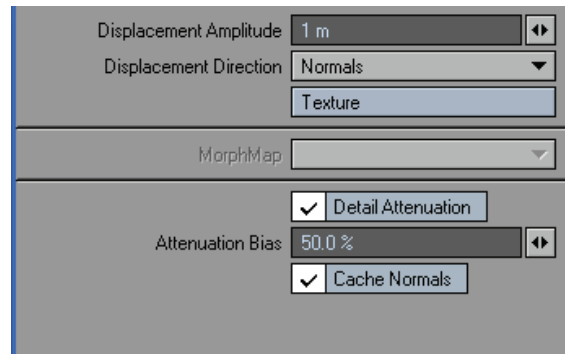 Displacement Amplitude 1 m
Displacement Direction Normals
Texture
MorphMap
Detail Attenuation
Attenuation Bias 50.0 %
Cache Normals